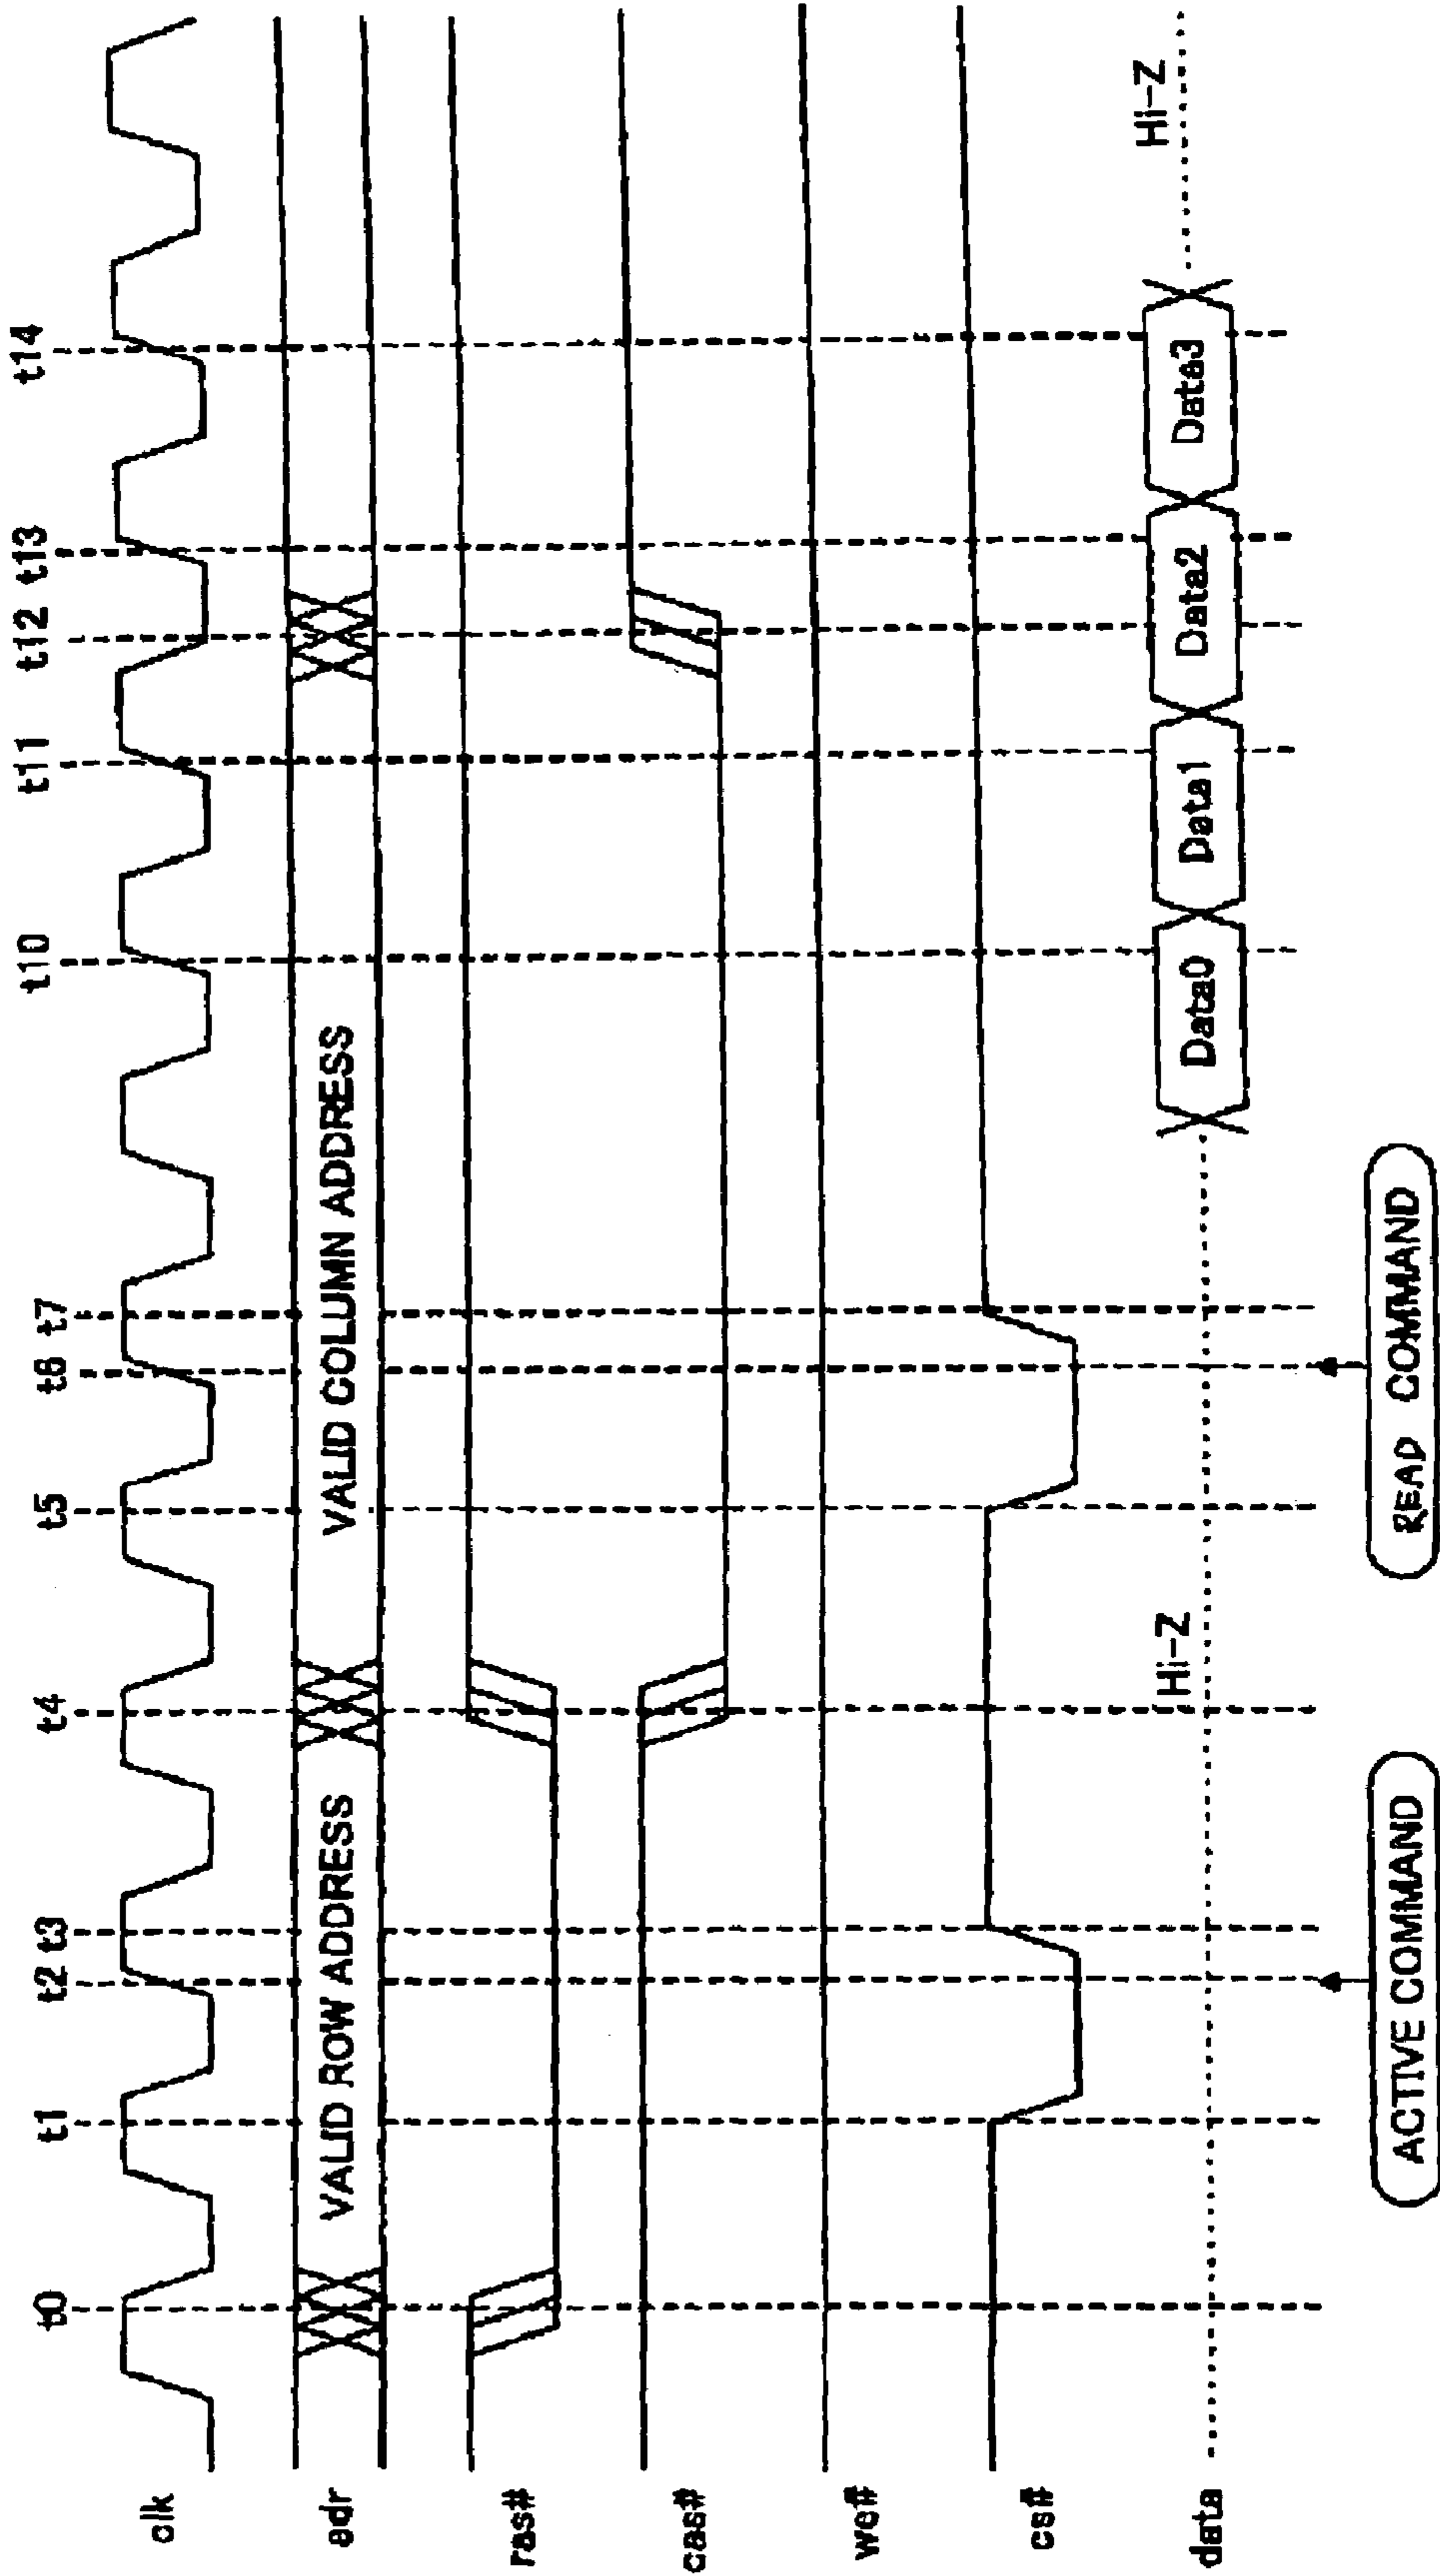 t0 t1 t2 t3 t4 t5 t6 t7 t10 t11 t12 t13 t14
clk
adr VALID ROW ADDRESS VALID COLUMN ADDRESS
ras#
cas#
we#
cs#
Hi-Z Hi-Z
data Data0 Data1 Data2 Data3
ACTIVE COMMAND READ COMMAND